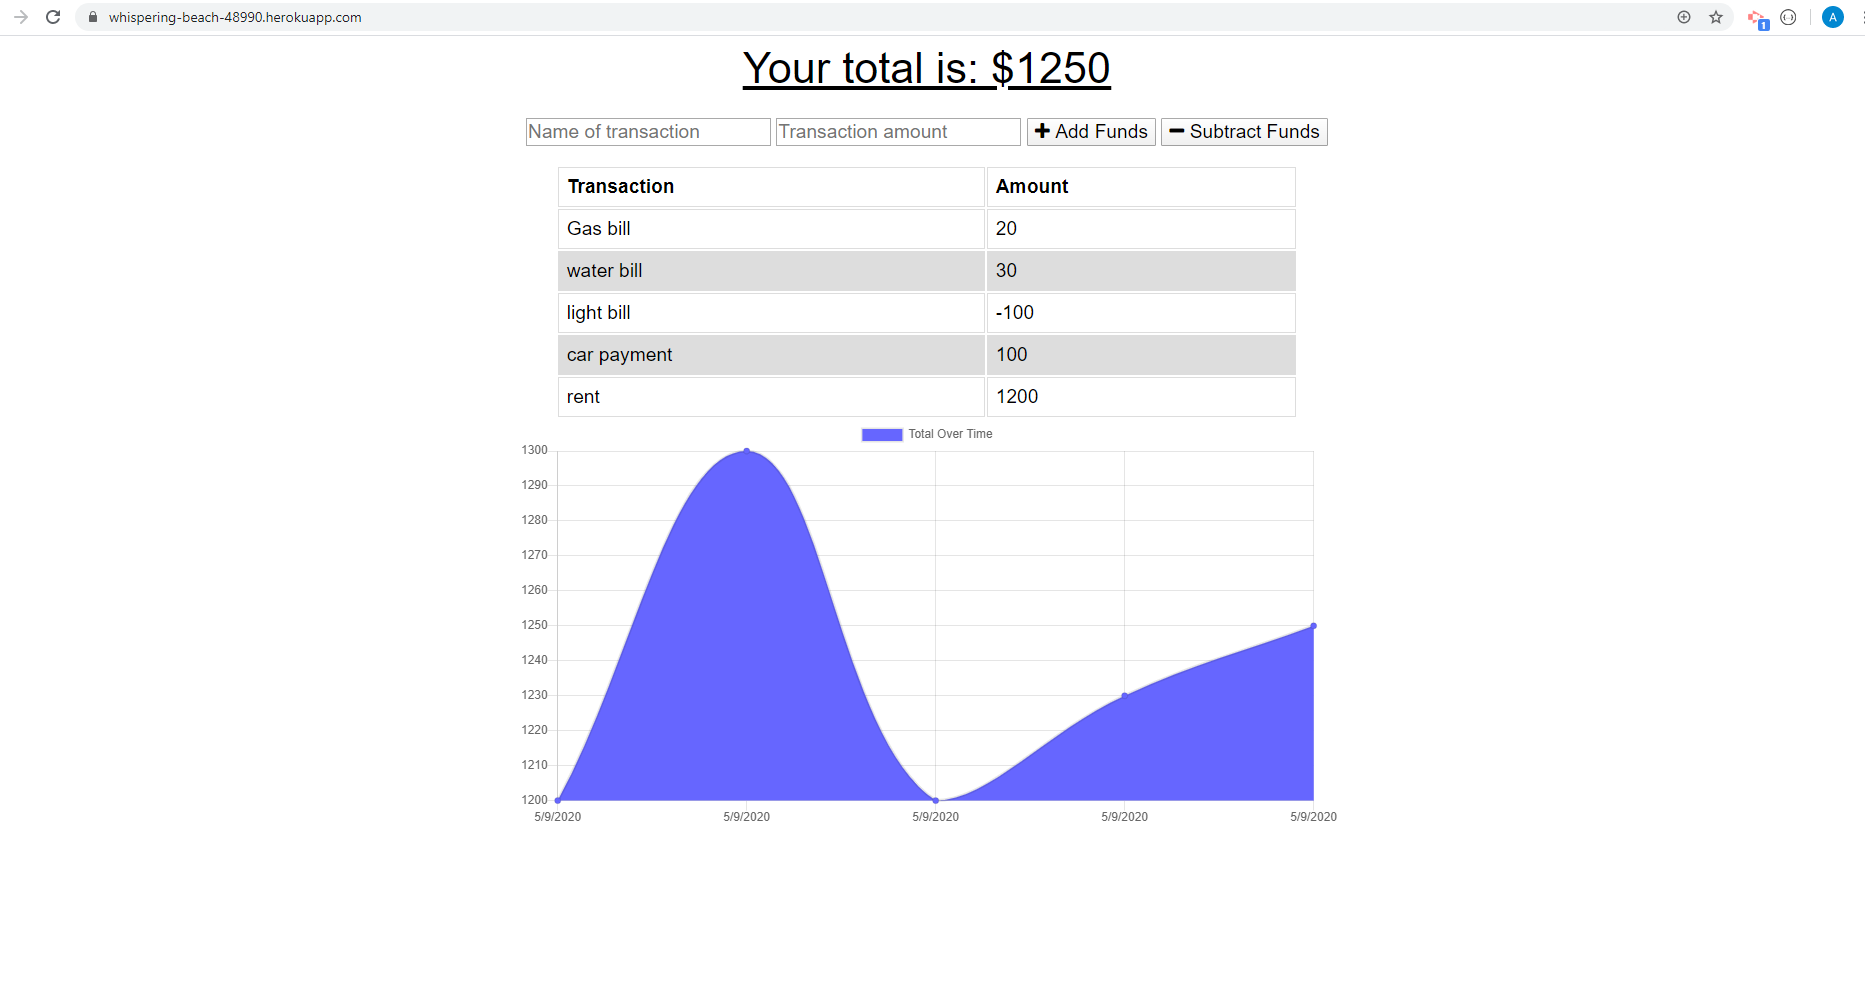 whispering-beach-48990.herokuapp.com
1
A
Your total is: $1250
Name of transaction Transaction amount Add Funds Subtract Funds
Transaction Amount
Gas bill 20
water bill 30
light bill -100
car payment 100
rent 1200
Total Over Time
1300
1290
1280
1270
1260
1250
1240
1230
1220
1210
1200
5/9/2020 5/9/2020 5/9/2020 5/9/2020 5/9/2020